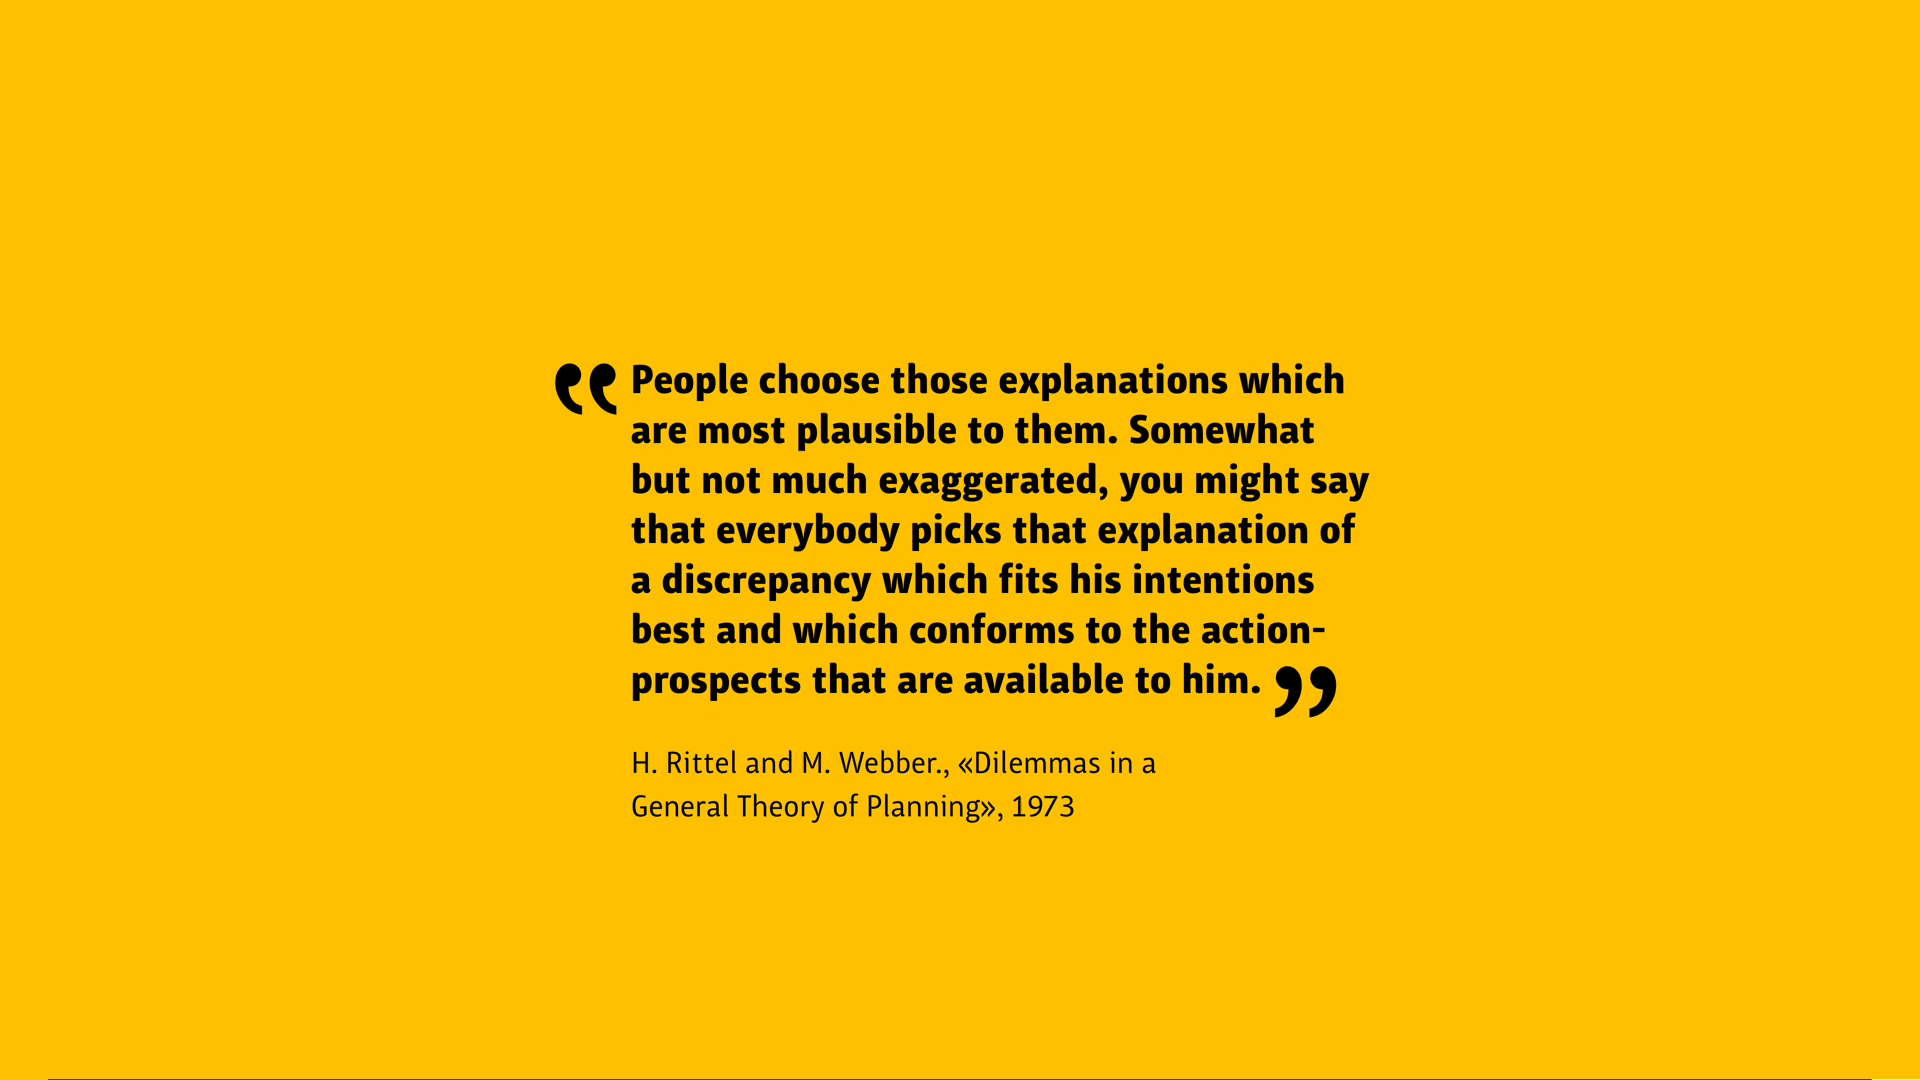 “People choose those explanations which
are most plausible to them. Somewhat
but not much exaggerated, you might say
that everybody picks that explanation of
a discrepancy which fits his intentions
best and which conforms to the action-
prospects that are available to him.”
H. Rittel and M. Webber., «Dilemmas in a
General Theory of Planning», 1973